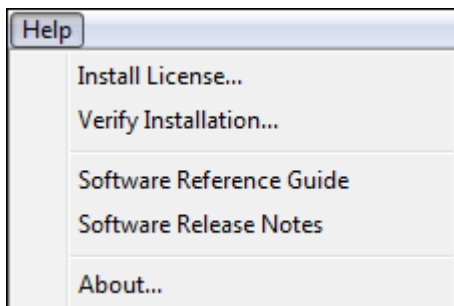 Help
Install License...
Verify Installation...
Software Reference Guide
Software Release Notes
About...